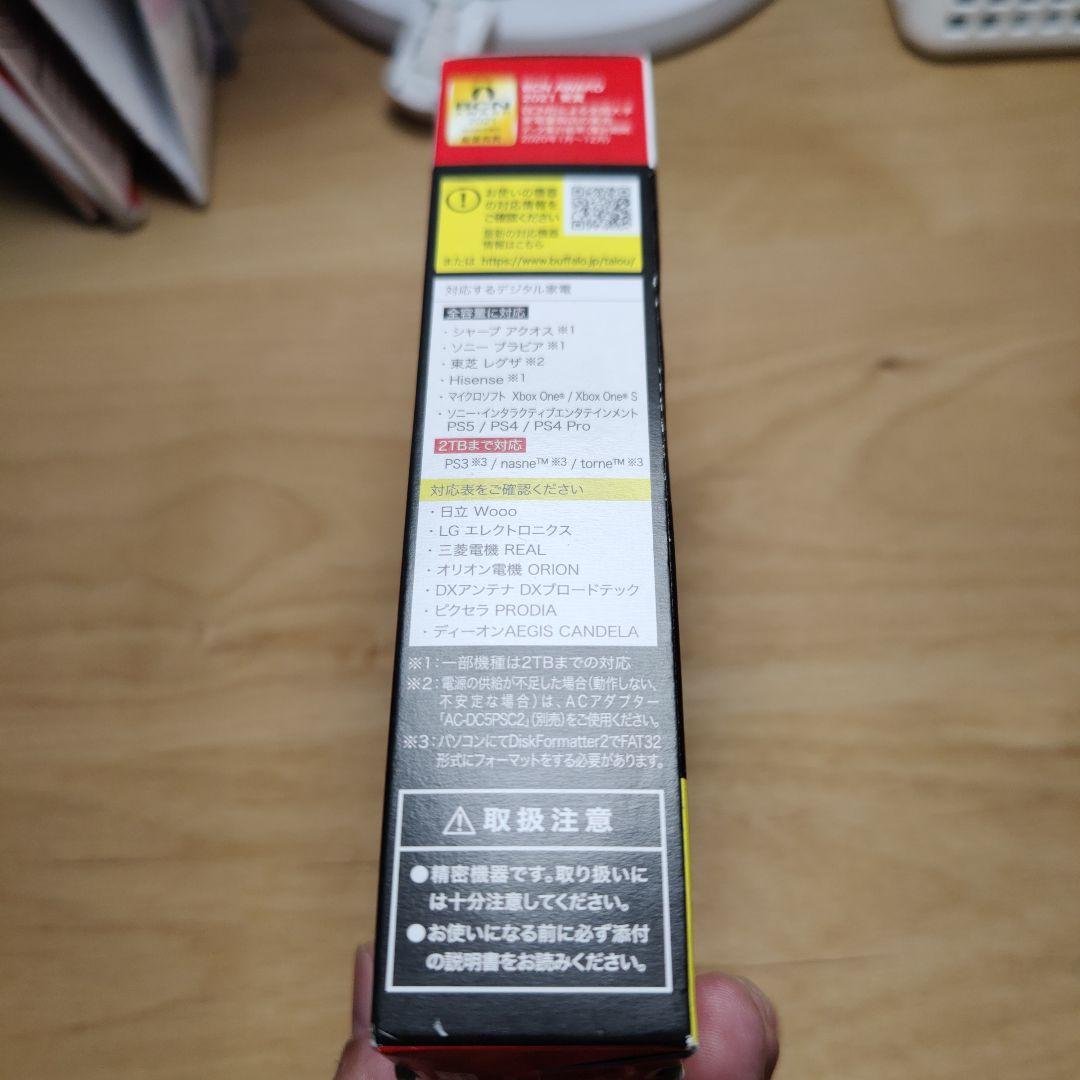 BCN
BCN AWARD
2021 受賞
2020年1月〜12月
お使いの機器
の対応情報を
ご確認ください
最新の対応機器
情報はこちら
または https://www.buffalo.jp/taiou/
対応するデジタル家電
全容量に対応
・シャープ アクオス ※1
・ソニー ブラビア ※1
・東芝 レグザ ※2
・Hisense ※1
・マイクロソフト Xbox One® / Xbox One® S
・ソニー・インタラクティブエンタテインメント
PS5 / PS4 / PS4 Pro
2TBまで対応
PS3 ※3 / nasne™ ※3 / torne™ ※3
対応表をご確認ください
・日立 Wooo
・LG エレクトロニクス
・三菱電機 REAL
・オリオン電機 ORION
・DXアンテナ DXブロードテック
・ピクセラ PRODIA
・ディーオンAEGIS CANDELA
※1:一部機種は2TBまでの対応
※2:電源の供給が不足した場合(動作しない、
不安定な場合)は、ACアダプター
「AC-DC5PSC2」(別売)をご使用ください。
※3:パソコンにてDiskFormatter2でFAT32
形式にフォーマットをする必要があります。
⚠取扱注意
●精密機器です。取り扱いに
は十分注意してください。
●お使いになる前に必ず添付
の説明書をお読みください。